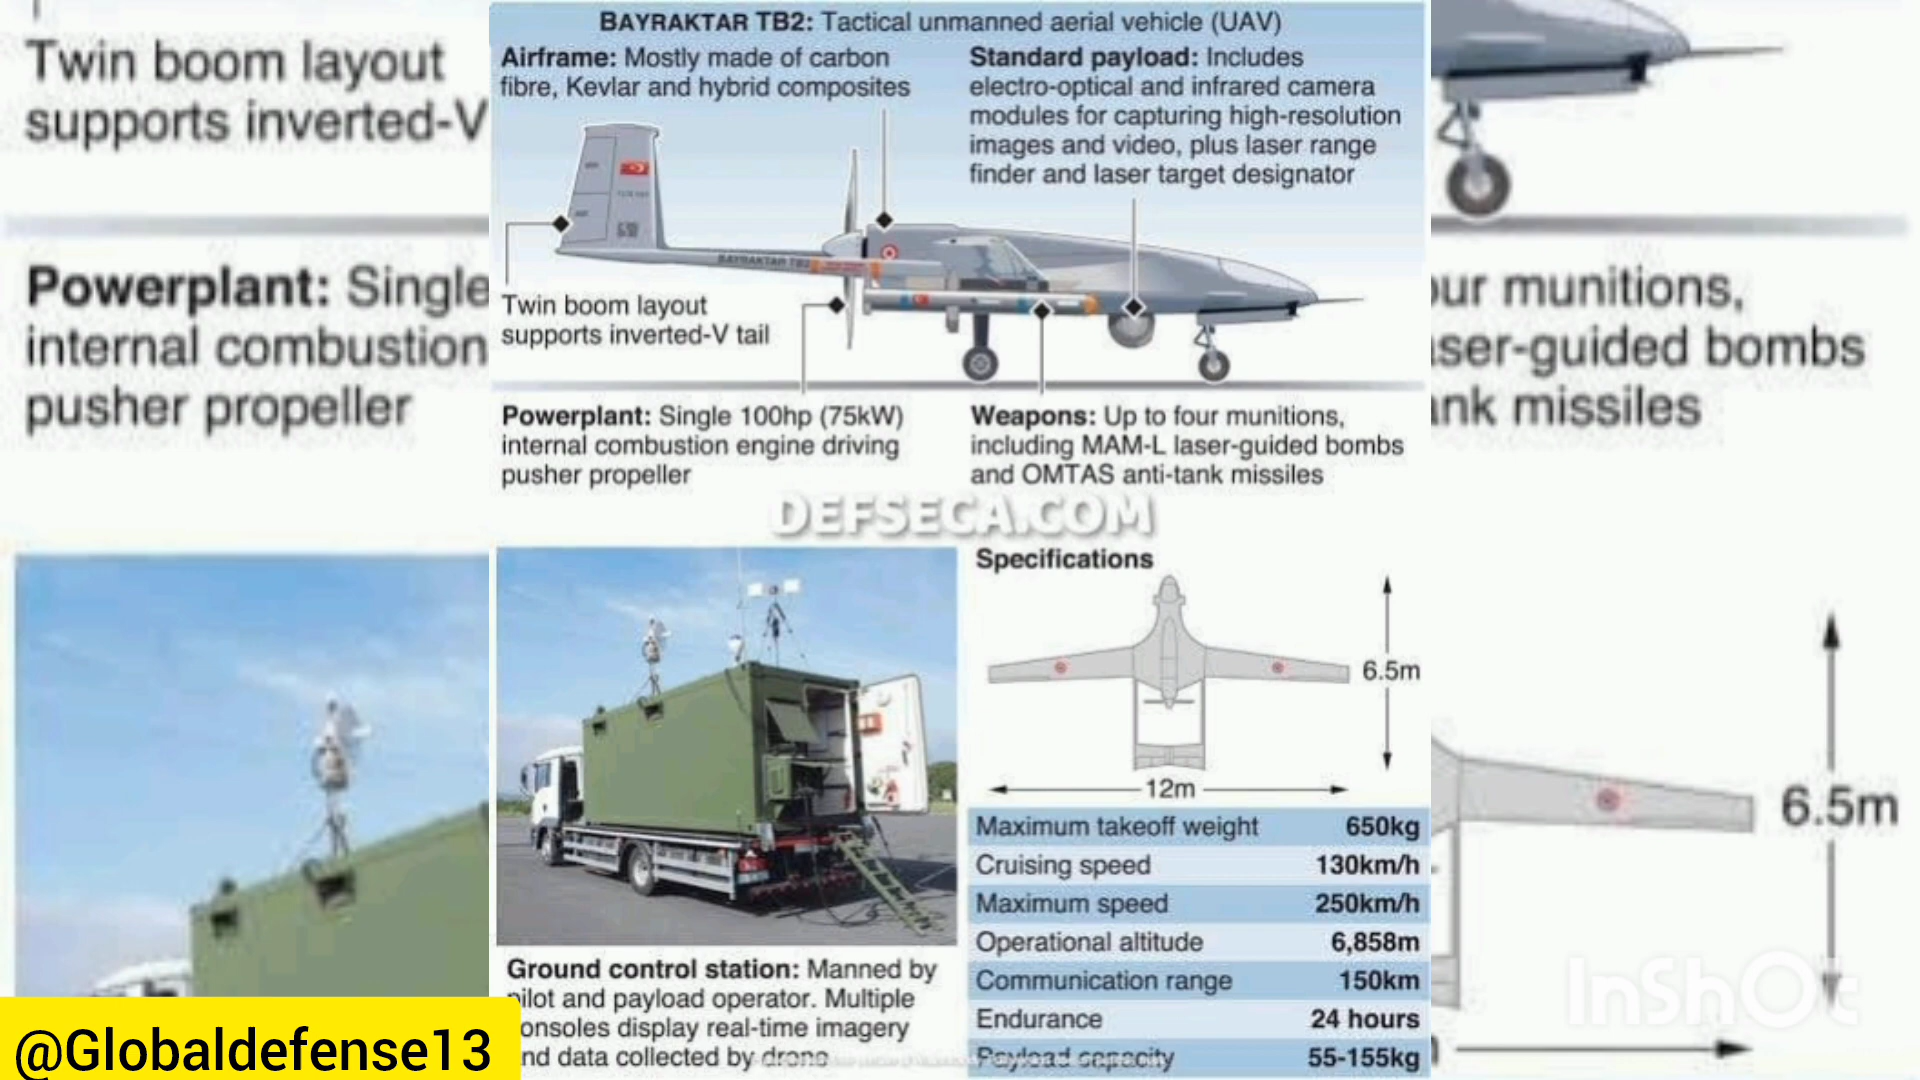 BAYRAKTAR TB2: Tactical unmanned aerial vehicle (UAV)
Airframe: Mostly made of carbon
fibre, Kevlar and hybrid composites
Standard payload: Includes
electro-optical and infrared camera
modules for capturing high-resolution
images and video, plus laser range
finder and laser target designator
BAYRAKTAR TB2
Twin boom layout
supports inverted-V tail
Powerplant: Single 100hp (75kW)
internal combustion engine driving
pusher propeller
Weapons: Up to four munitions,
including MAM-L laser-guided bombs
and OMTAS anti-tank missiles
DEFSECA.COM
Specifications
6.5m
12m
Maximum takeoff weight 650kg
Cruising speed 130km/h
Maximum speed 250km/h
Operational altitude 6,858m
Communication range 150km
Endurance 24 hours
Payload capacity 55-155kg
Ground control station: Manned by
pilot and payload operator. Multiple
onsoles display real-time imagery
nd data collected by drone
Twin boom layout
supports inverted-V
Powerplant: Single
internal combustion
pusher propeller
our munitions,
ser-guided bombs
nk missiles
6.5m
InShOt
@Globaldefense13